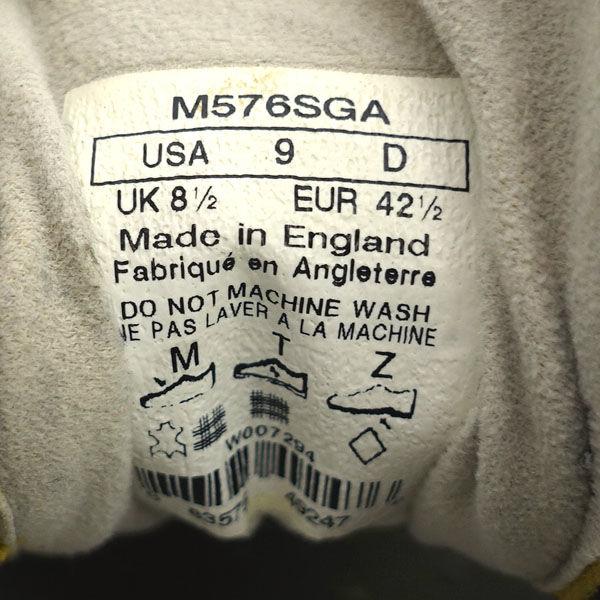 M576SGA
USA 9 D
UK 8½ EUR 42½
Made in England
Fabriqué en Angleterre
DO NOT MACHINE WASH
NE PAS LAVER A LA MACHINE
M T Z
W007294